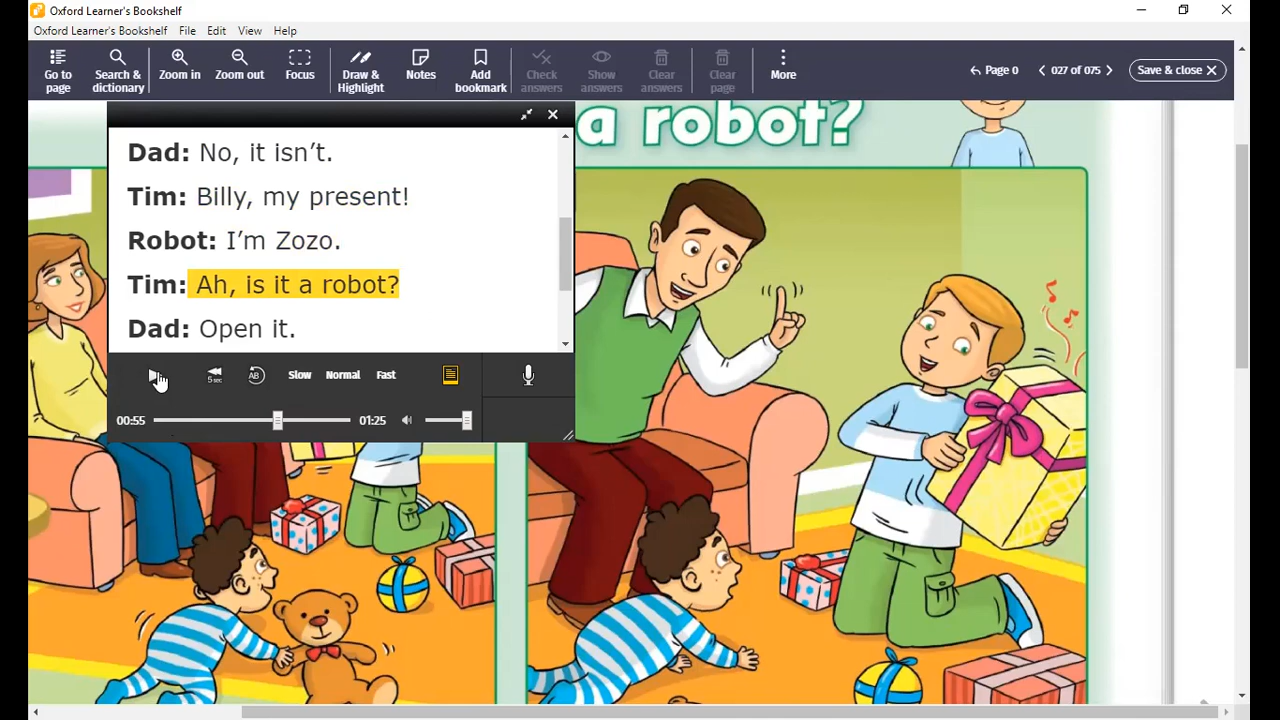 Oxford Learner's Bookshelf
Oxford Learner's Bookshelf File Edit View Help
Go to page
Search & dictionary
Zoom in
Zoom out
Focus
Draw & Highlight
Notes
Add bookmark
Check answers
Show answers
Clear answers
Clear page
More
Page 0
027 of 075
Save & close
a robot?
Dad: No, it isn't.
Tim: Billy, my present!
Robot: I'm Zozo.
Tim: Ah, is it a robot?
Dad: Open it.
5 sec
AB
Slow Normal Fast
00:55
01:25